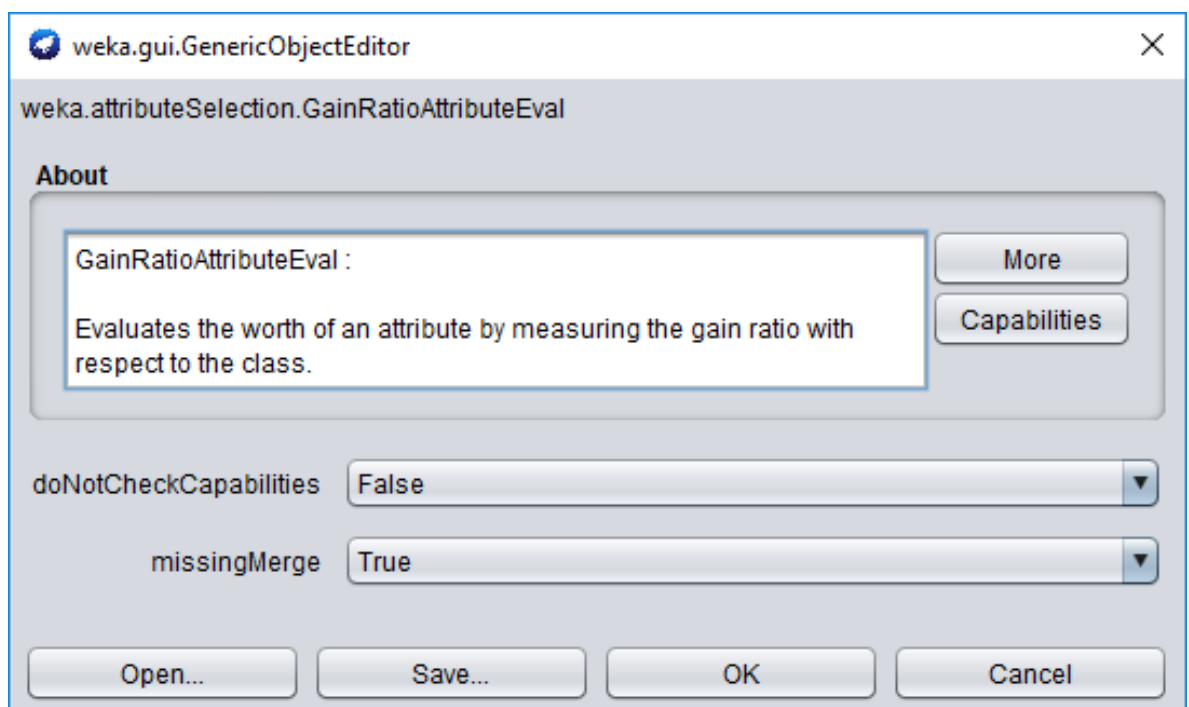 weka.gui.GenericObjectEditor
weka.attributeSelection.GainRatioAttributeEval
About
GainRatioAttributeEval :
Evaluates the worth of an attribute by measuring the gain ratio with
respect to the class.
More
Capabilities
doNotCheckCapabilities False
missingMerge True
Open... Save... OK Cancel